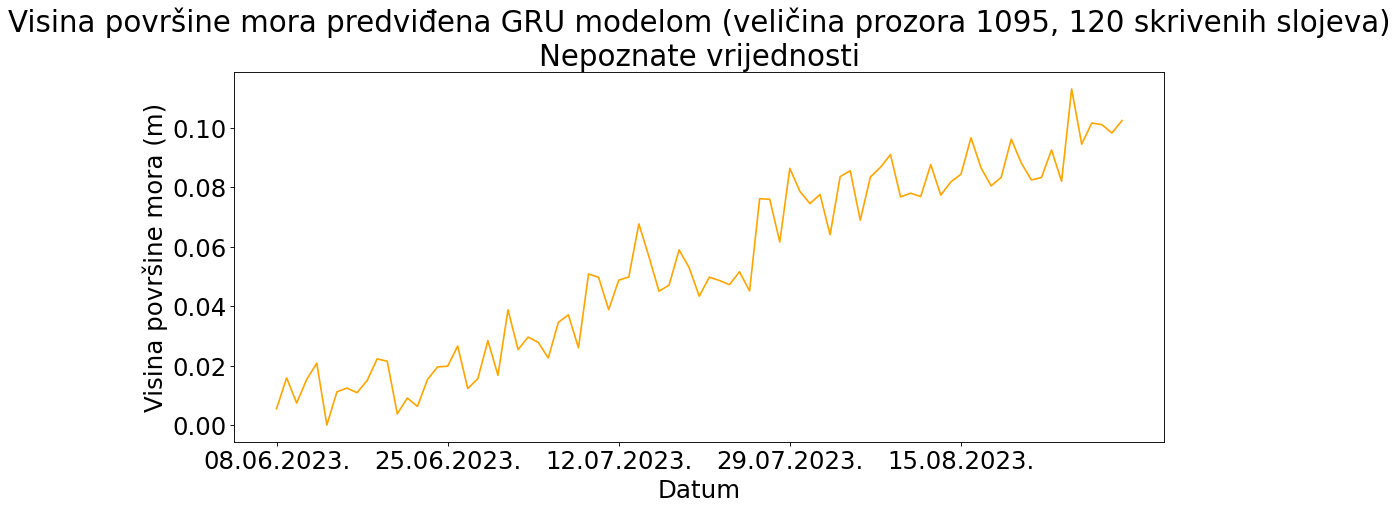 Visina površine mora predviđena GRU modelom (veličina prozora 1095, 120 skrivenih slojeva)
Nepoznate vrijednosti
Visina površine mora (m)
0.10
0.08
0.06
0.04
0.02
0.00
08.06.2023. 25.06.2023. 12.07.2023. 29.07.2023. 15.08.2023.
Datum